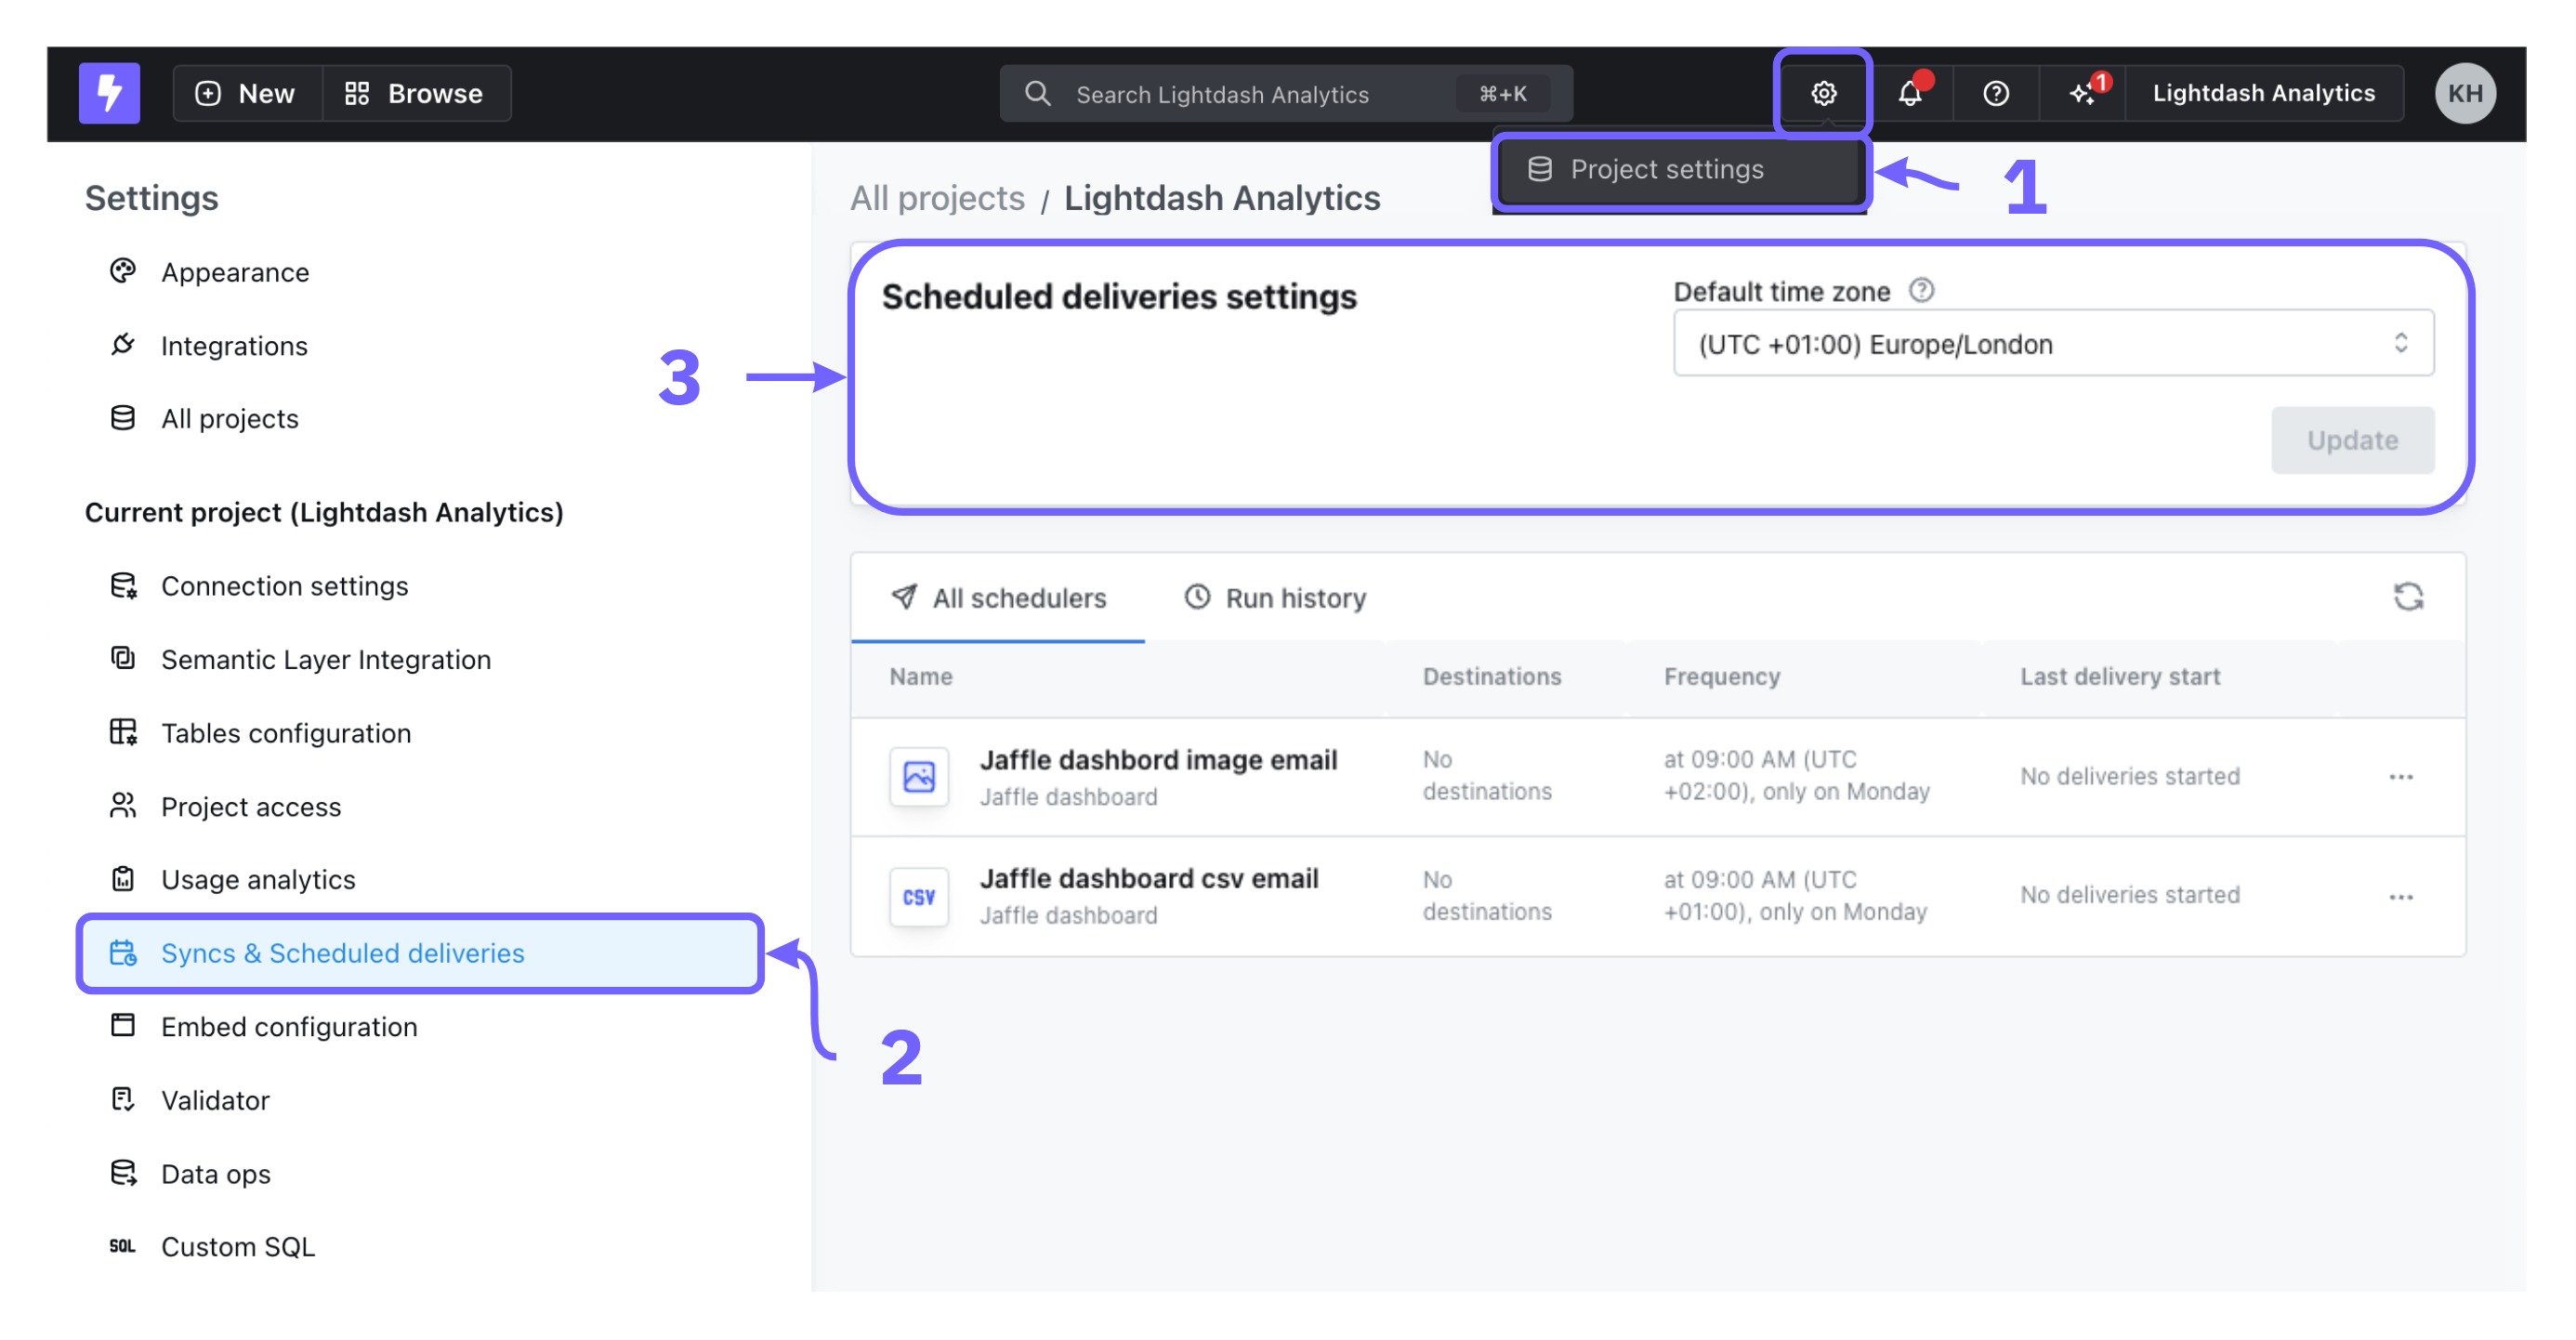 New
Browse
Search Lightdash Analytics
⌘+K
1
Lightdash Analytics
KH
Project settings
1
Settings
Appearance
Integrations
All projects
Current project (Lightdash Analytics)
Connection settings
Semantic Layer Integration
Tables configuration
Project access
Usage analytics
Syncs & Scheduled deliveries
Embed configuration
Validator
Data ops
SQL Custom SQL
2
3
All projects / Lightdash Analytics
Scheduled deliveries settings
Default time zone
(UTC +01:00) Europe/London
Update
All schedulers
Run history
Name Destinations Frequency Last delivery start
Jaffle dashbord image email
Jaffle dashboard
No
destinations
at 09:00 AM (UTC
+02:00), only on Monday
No deliveries started
CSV
Jaffle dashboard csv email
Jaffle dashboard
No
destinations
at 09:00 AM (UTC
+01:00), only on Monday
No deliveries started